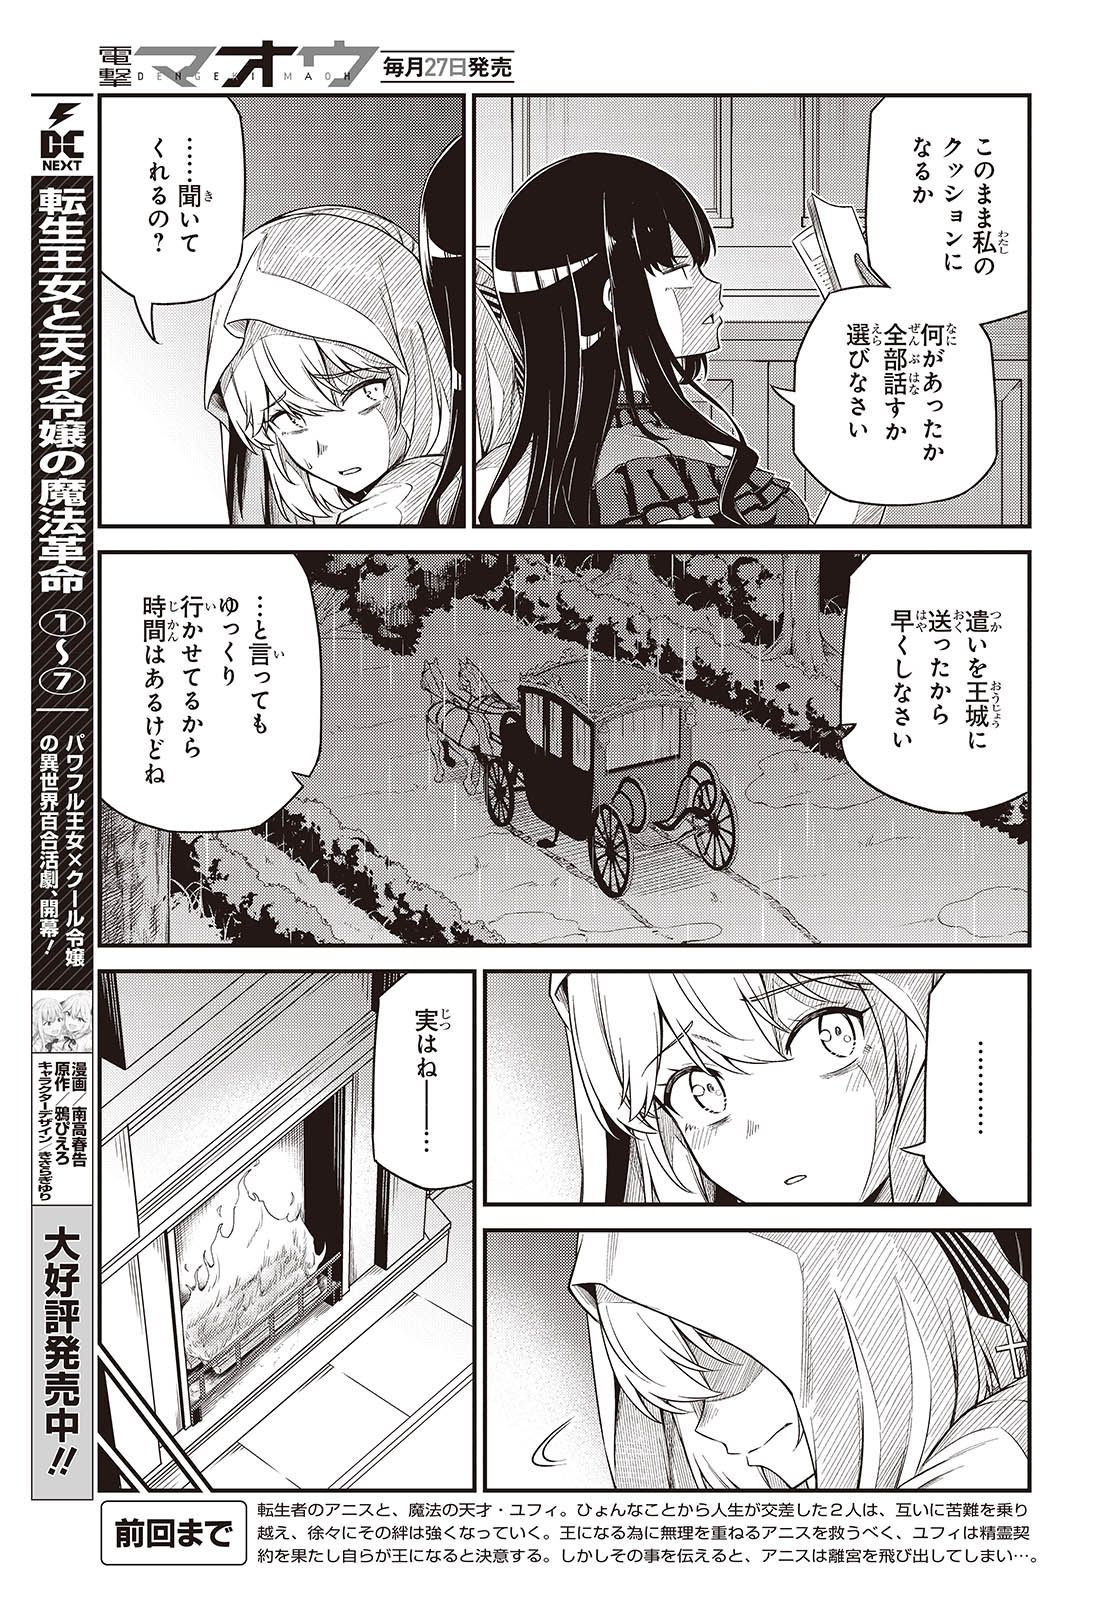 電撃マオウ
DENGEKI MAOH
毎月27日発売
このまま私の
クッションに
なるか
何があったか
全部話すか
選びなさい
……聞いて
くれるの？
遣いを王城に
送ったから
早くしなさい
…と言っても
ゆっくり
行かせてるから
時間はあるけどね
…………
実はね――…
DC
NEXT
転生王女と天才令嬢の魔法革命 ①～⑦
パワフル王女×クール令嬢
の異世界百合活劇、開幕！
漫画／南高春告
原作／鴉ぴえろ
キャラクターデザイン／きさらぎゆり
大好評発売中!!
前回まで
転生者のアニスと、魔法の天才・ユフィ。ひょんなことから人生が交差した２人は、互いに苦難を乗り
越え、徐々にその絆は強くなっていく。王になる為に無理を重ねるアニスを救うべく、ユフィは精霊契
約を果たし自らが王になると決意する。しかしその事を伝えると、アニスは離宮を飛び出してしまい…。